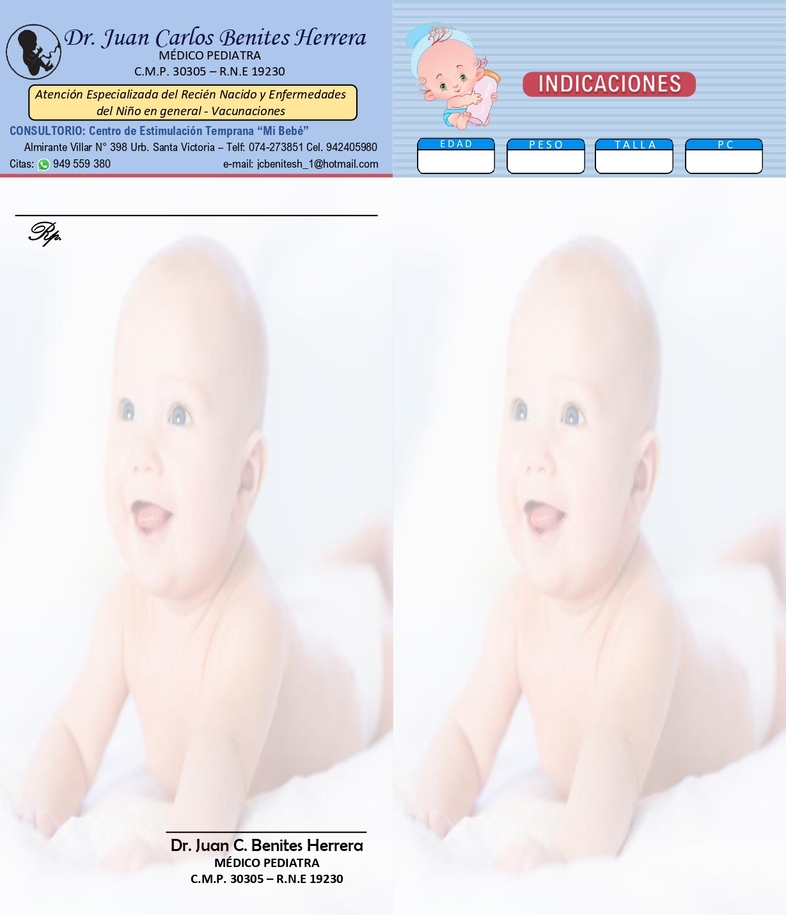 Dr. Juan Carlos Benites Herrera
MÉDICO PEDIATRA
C.M.P. 30305 – R.N.E 19230
Atención Especializada del Recién Nacido y Enfermedades
del Niño en general - Vacunaciones
CONSULTORIO: Centro de Estimulación Temprana “Mi Bebé”
Almirante Villar N° 398 Urb. Santa Victoria – Telf: 074-273851 Cel. 942405980
Citas: 949 559 380 e-mail: jcbenitesh_1@hotmail.com
Rp.
Dr. Juan C. Benites Herrera
MÉDICO PEDIATRA
C.M.P. 30305 – R.N.E 19230
INDICACIONES
EDAD PESO TALLA PC